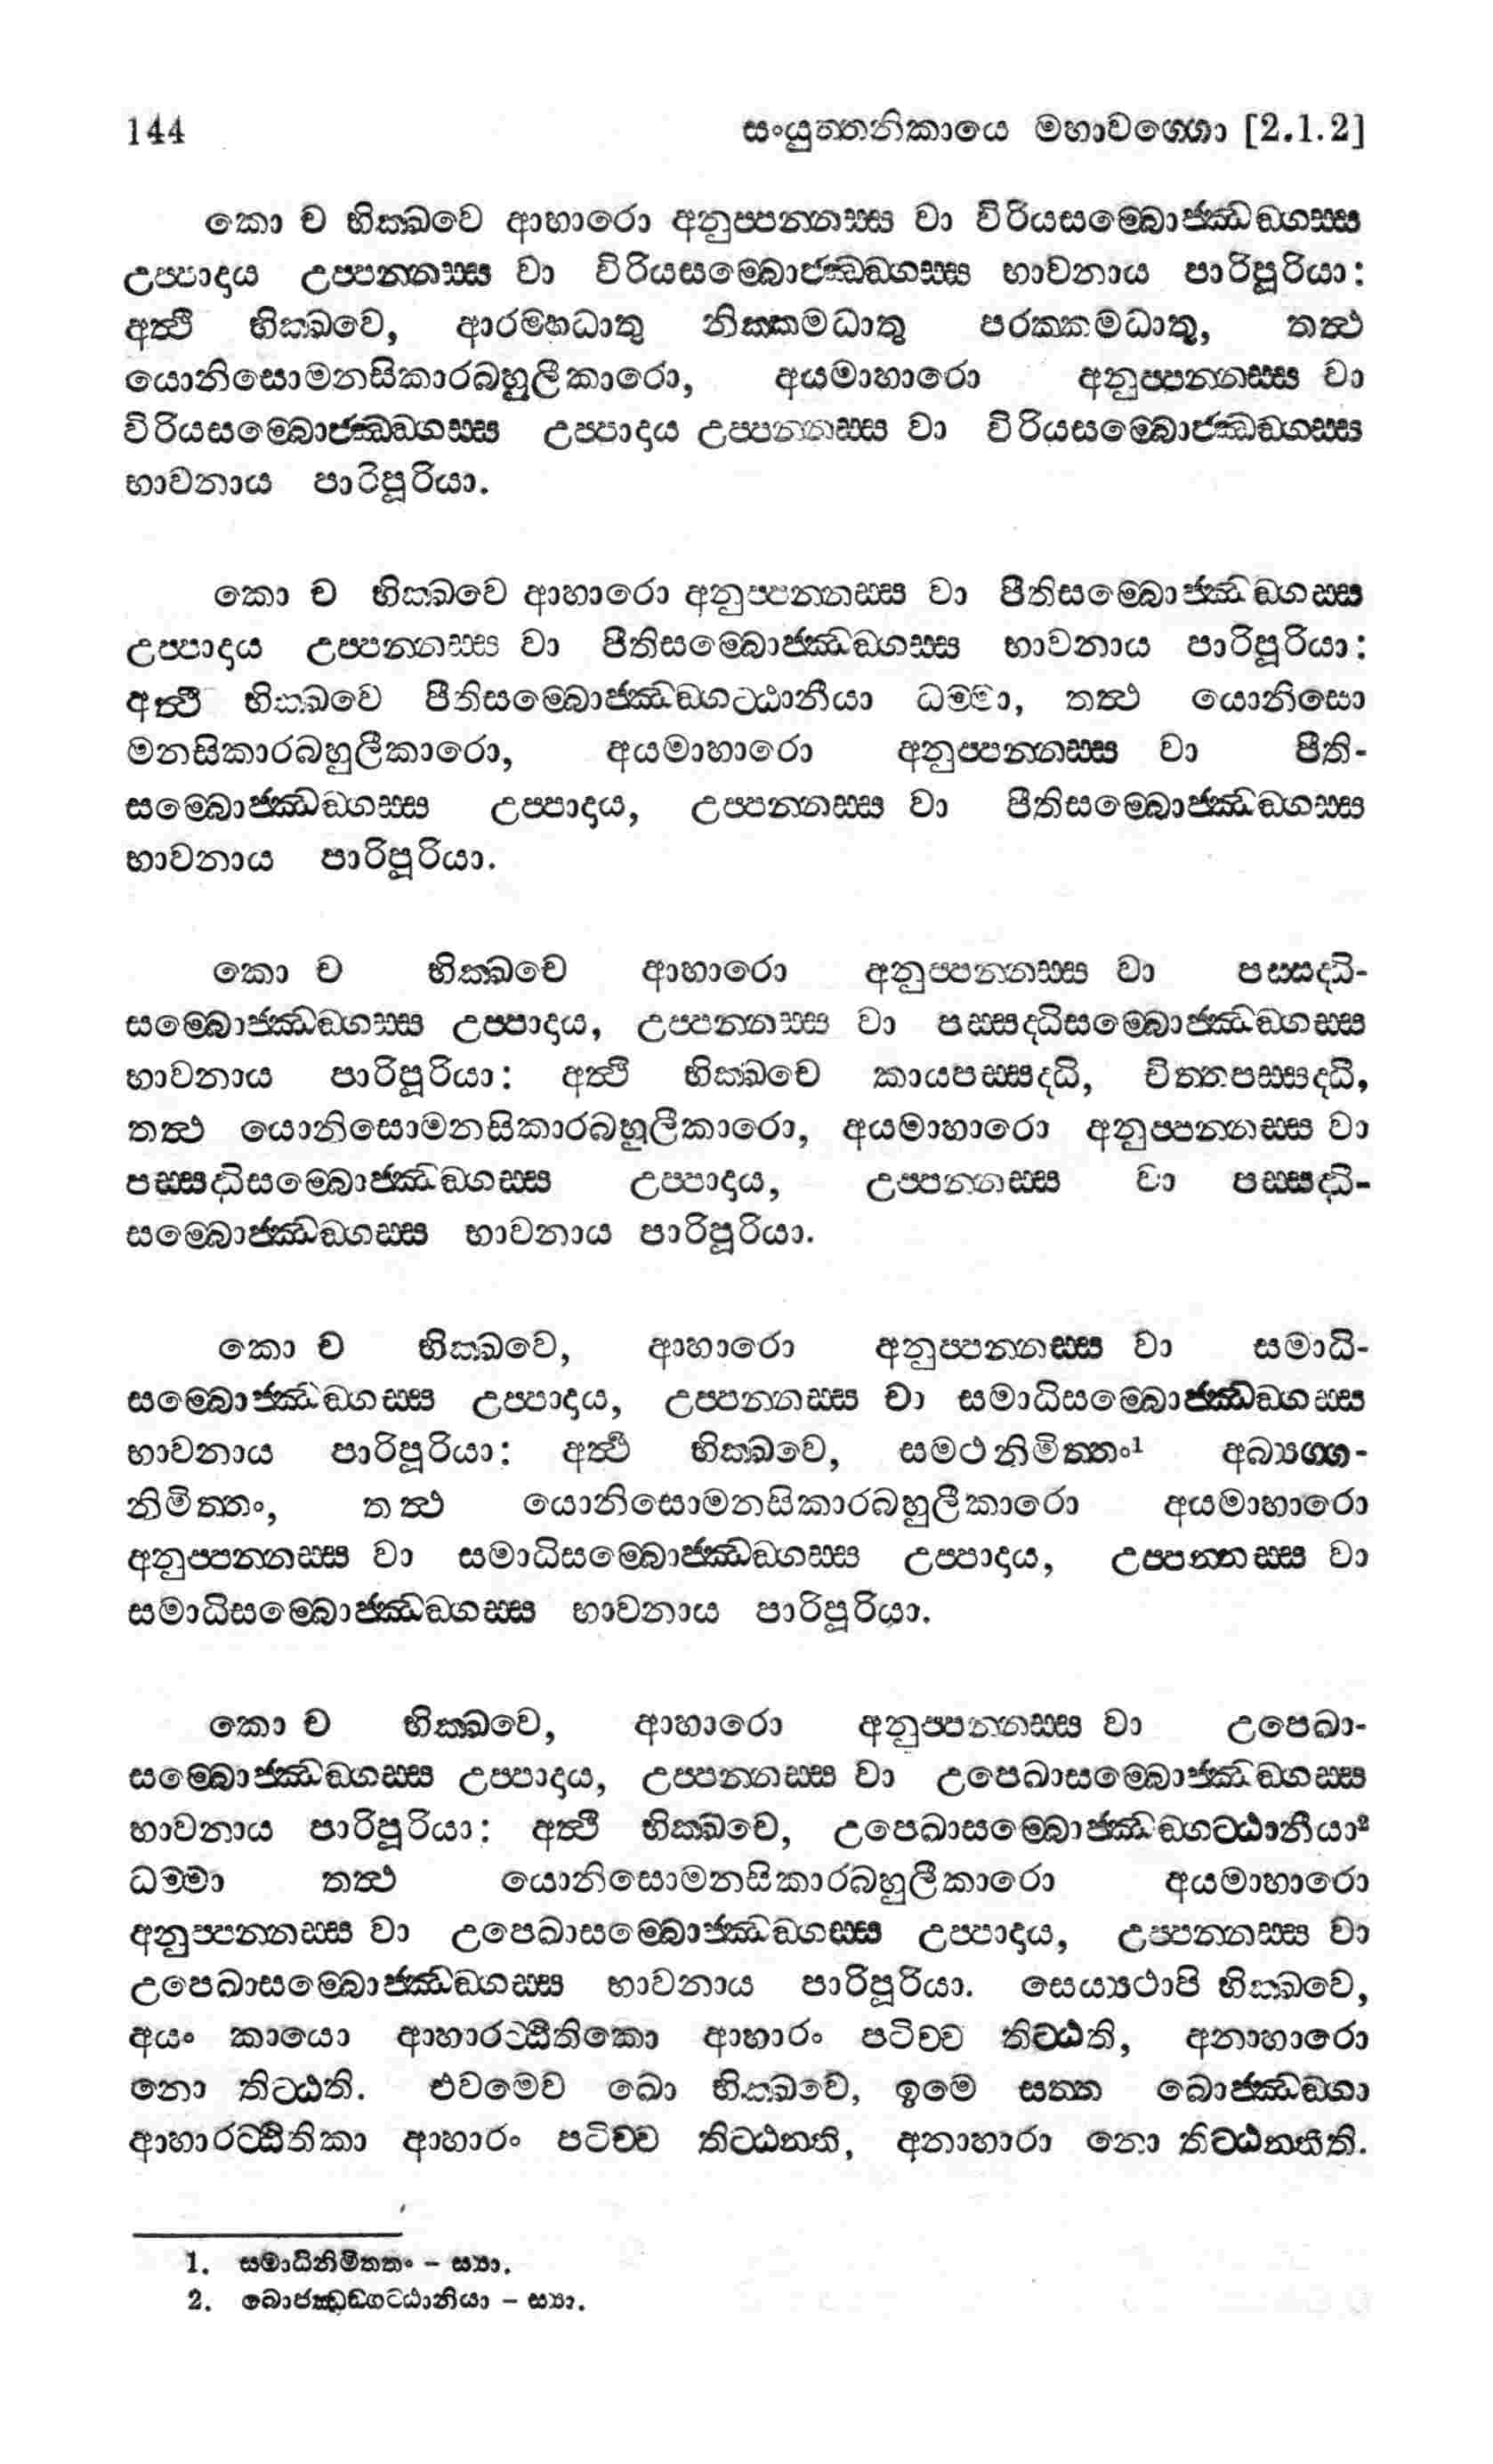 144 සංයුත්තනිකායෙ මහාවග්ගො [2.1.2]
කො ච භික්ඛවෙ ආහාරො අනුප්පන්නස්ස වා විරියසම්බොජ්ඣඞ්ගස්ස
උප්පාදාය උප්පන්නස්ස වා විරියසම්බොජ්ඣඞ්ගස්ස භාවනාය පාරිපූරියා:
අත්ථි භික්ඛවෙ, ආරම්භධාතු නික්කමධාතු පරක්කමධාතු, තත්ථ
යොනිසොමනසිකාරබහුලීකාරො, අයමාහාරො අනුප්පන්නස්ස වා
විරියසම්බොජ්ඣඞ්ගස්ස උප්පාදාය උප්පන්නස්ස වා විරියසම්බොජ්ඣඞ්ගස්ස
භාවනාය පාරිපූරියා.
කො ච භික්ඛවෙ ආහාරො අනුප්පන්නස්ස වා පීතිසම්බොජ්ඣඞ්ගස්ස
උප්පාදාය උප්පන්නස්ස වා පීතිසම්බොජ්ඣඞ්ගස්ස භාවනාය පාරිපූරියා:
අත්ථි භික්ඛවෙ පීතිසම්බොජ්ඣඞ්ගට්ඨානීයා ධම්මා, තත්ථ යොනිසො
මනසිකාරබහුලීකාරො, අයමාහාරො අනුප්පන්නස්ස වා පීති-
සම්බොජ්ඣඞ්ගස්ස උප්පාදාය, උප්පන්නස්ස වා පීතිසම්බොජ්ඣඞ්ගස්ස
භාවනාය පාරිපූරියා.
කො ච භික්ඛවෙ ආහාරො අනුප්පන්නස්ස වා පස්සද්ධි-
සම්බොජ්ඣඞ්ගස්ස උප්පාදාය, උප්පන්නස්ස වා පස්සද්ධිසම්බොජ්ඣඞ්ගස්ස
භාවනාය පාරිපූරියා: අත්ථි භික්ඛවෙ කායපස්සද්ධි, චිත්තපස්සද්ධි,
තත්ථ යොනිසොමනසිකාරබහුලීකාරො, අයමාහාරො අනුප්පන්නස්ස වා
පස්සද්ධිසම්බොජ්ඣඞ්ගස්ස උප්පාදාය, උප්පන්නස්ස වා පස්සද්ධි-
සම්බොජ්ඣඞ්ගස්ස භාවනාය පාරිපූරියා.
කො ච භික්ඛවෙ, ආහාරො අනුප්පන්නස්ස වා සමාධි-
සම්බොජ්ඣඞ්ගස්ස උප්පාදාය, උප්පන්නස්ස වා සමාධිසම්බොජ්ඣඞ්ගස්ස
භාවනාය පාරිපූරියා: අත්ථි භික්ඛවෙ, සමථනිමිත්තං¹ අබ්‍යග්ග-
නිමිත්තං, තත්ථ යොනිසොමනසිකාරබහුලීකාරො අයමාහාරො
අනුප්පන්නස්ස වා සමාධිසම්බොජ්ඣඞ්ගස්ස උප්පාදාය, උප්පන්නස්ස වා
සමාධිසම්බොජ්ඣඞ්ගස්ස භාවනාය පාරිපූරියා.
කො ච භික්ඛවෙ, ආහාරො අනුප්පන්නස්ස වා උපෙඛා-
සම්බොජ්ඣඞ්ගස්ස උප්පාදාය, උප්පන්නස්ස වා උපෙඛාසම්බොජ්ඣඞ්ගස්ස
භාවනාය පාරිපූරියා: අත්ථි භික්ඛවෙ, උපෙඛාසම්බොජ්ඣඞ්ගට්ඨානීයා²
ධම්මා තත්ථ යොනිසොමනසිකාරබහුලීකාරො අයමාහාරො
අනුප්පන්නස්ස වා උපෙඛාසම්බොජ්ඣඞ්ගස්ස උප්පාදාය, උප්පන්නස්ස වා
උපෙඛාසම්බොජ්ඣඞ්ගස්ස භාවනාය පාරිපූරියා. සෙය්‍යථාපි භික්ඛවෙ,
අයං කායො ආහාරට්ඨිතිකො ආහාරං පටිච්ච තිට්ඨති, අනාහාරො
නො තිට්ඨති. එවමෙව ඛො භික්ඛවෙ, ඉමෙ සත්ත බොජ්ඣඞ්ගා
ආහාරට්ඨිතිකා ආහාරං පටිච්ච තිට්ඨන්ති, අනාහාරා නො තිට්ඨන්තීති.
1. සමාධිනිමිත්තං – ස්‍යා.
2. බොජ්ඣඞ්ගට්ඨානියා – ස්‍යා.